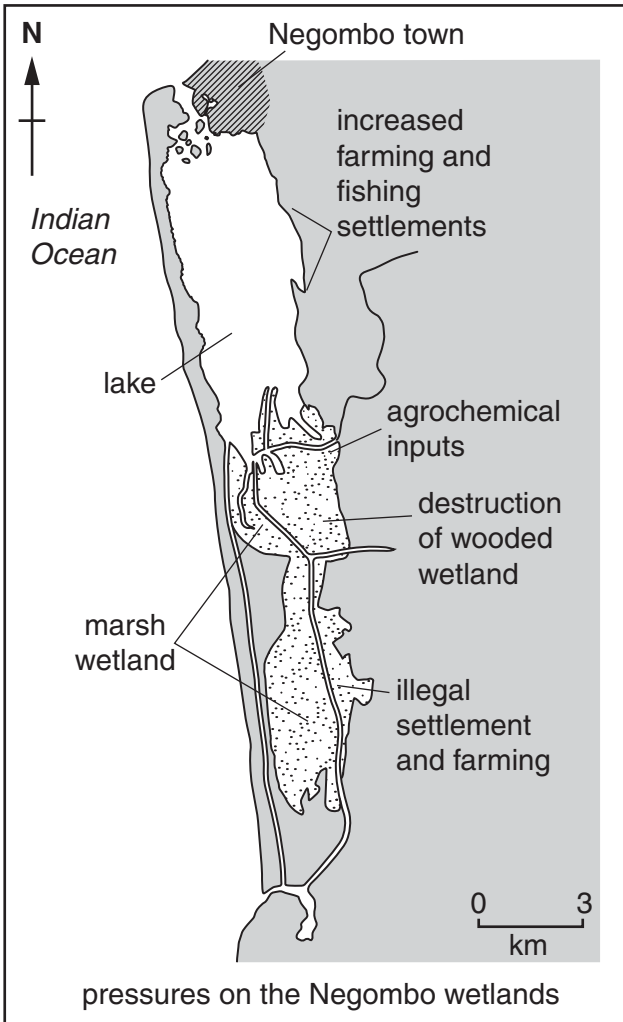 N
Negombo town
increased
farming and
fishing
settlements
Indian
Ocean
lake
agrochemical
inputs
destruction
of wooded
wetland
marsh
wetland
illegal
settlement
and farming
0 3
km
pressures on the Negombo wetlands